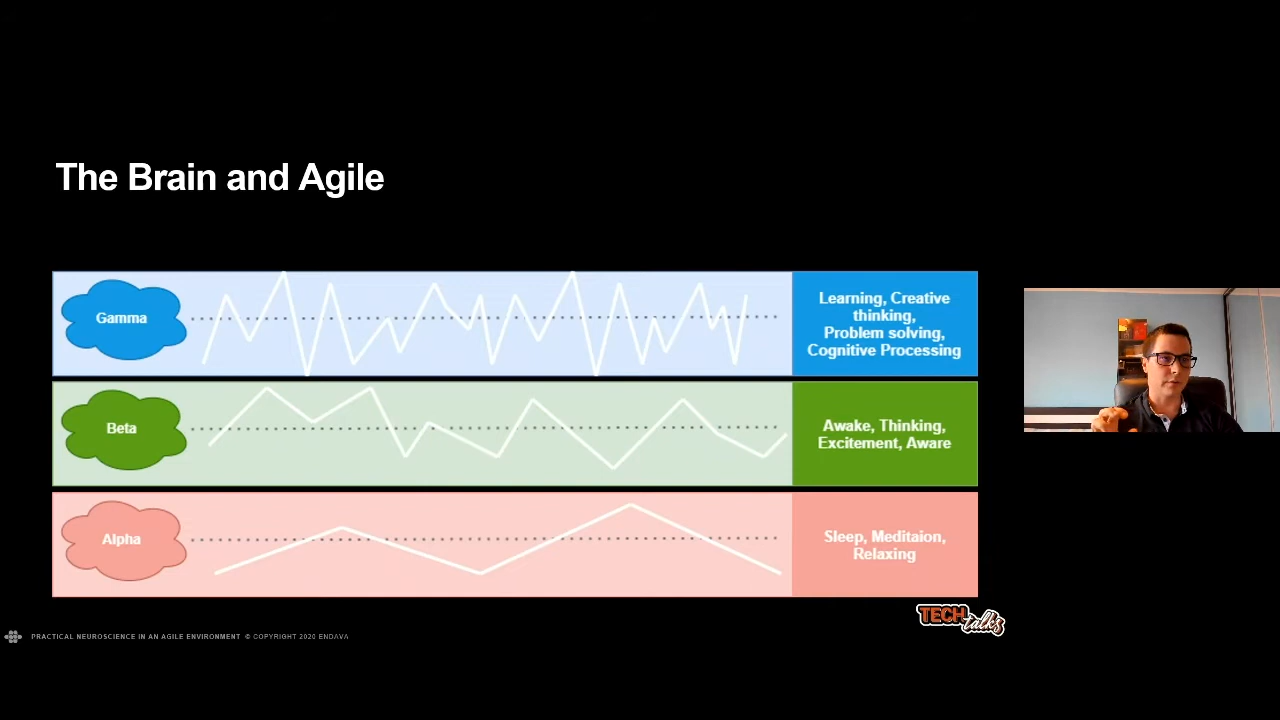 The Brain and Agile
Gamma
Learning, Creative
thinking,
Problem solving,
Cognitive Processing
Beta
Awake, Thinking,
Excitement, Aware
Alpha
Sleep, Meditaion,
Relaxing
TECH
talks
PRACTICAL NEUROSCIENCE IN AN AGILE ENVIRONMENT © COPYRIGHT 2020 ENDAVA